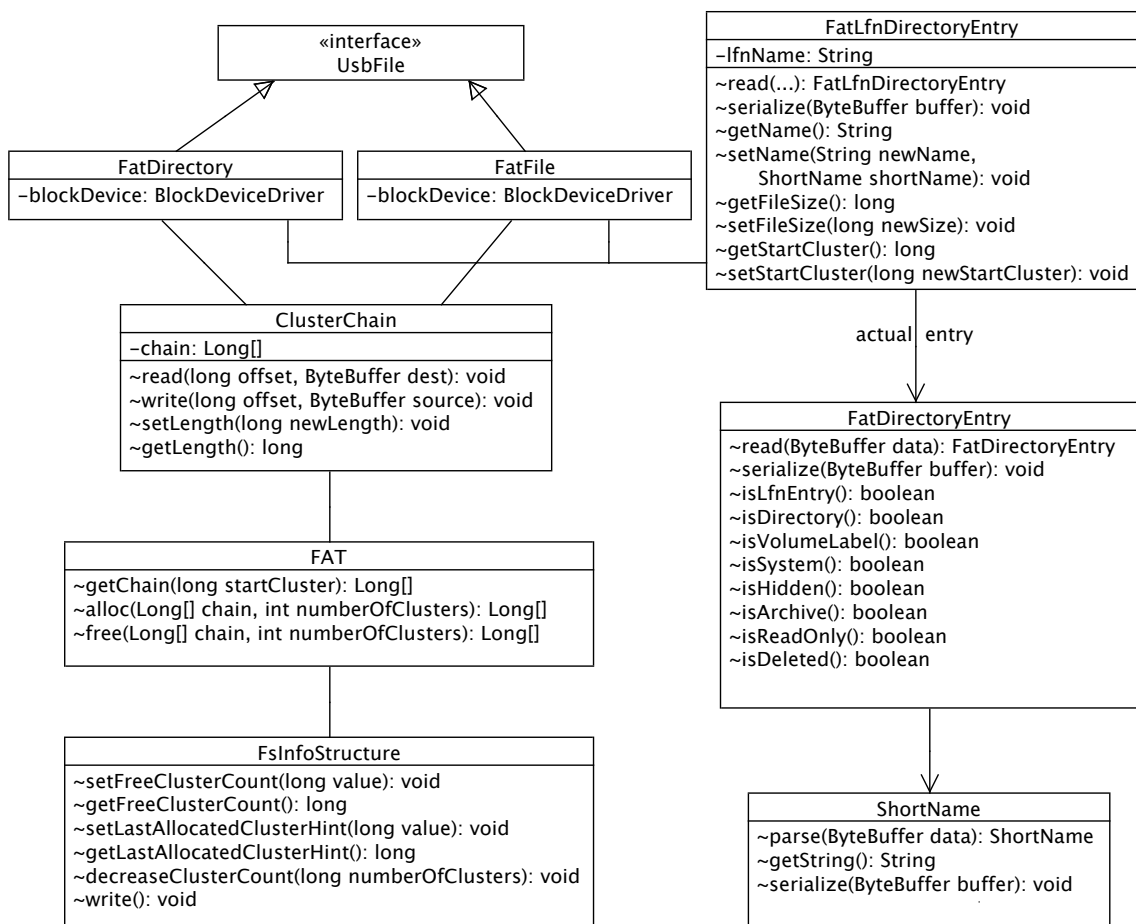 «interface»
UsbFile
FatDirectory
–blockDevice: BlockDeviceDriver
FatFile
–blockDevice: BlockDeviceDriver
FatLfnDirectoryEntry
–lfnName: String
~read(...): FatLfnDirectoryEntry
~serialize(ByteBuffer buffer): void
~getName(): String
~setName(String newName,
ShortName shortName): void
~getFileSize(): long
~setFileSize(long newSize): void
~getStartCluster(): long
~setStartCluster(long newStartCluster): void
actual entry
ClusterChain
–chain: Long[]
~read(long offset, ByteBuffer dest): void
~write(long offset, ByteBuffer source): void
~setLength(long newLength): void
~getLength(): long
FatDirectoryEntry
~read(ByteBuffer data): FatDirectoryEntry
~serialize(ByteBuffer buffer): void
~isLfnEntry(): boolean
~isDirectory(): boolean
~isVolumeLabel(): boolean
~isSystem(): boolean
~isHidden(): boolean
~isArchive(): boolean
~isReadOnly(): boolean
~isDeleted(): boolean
FAT
~getChain(long startCluster): Long[]
~alloc(Long[] chain, int numberOfClusters): Long[]
~free(Long[] chain, int numberOfClusters): Long[]
FsInfoStructure
~setFreeClusterCount(long value): void
~getFreeClusterCount(): long
~setLastAllocatedClusterHint(long value): void
~getLastAllocatedClusterHint(): long
~decreaseClusterCount(long numberOfClusters): void
~write(): void
ShortName
~parse(ByteBuffer data): ShortName
~getString(): String
~serialize(ByteBuffer buffer): void